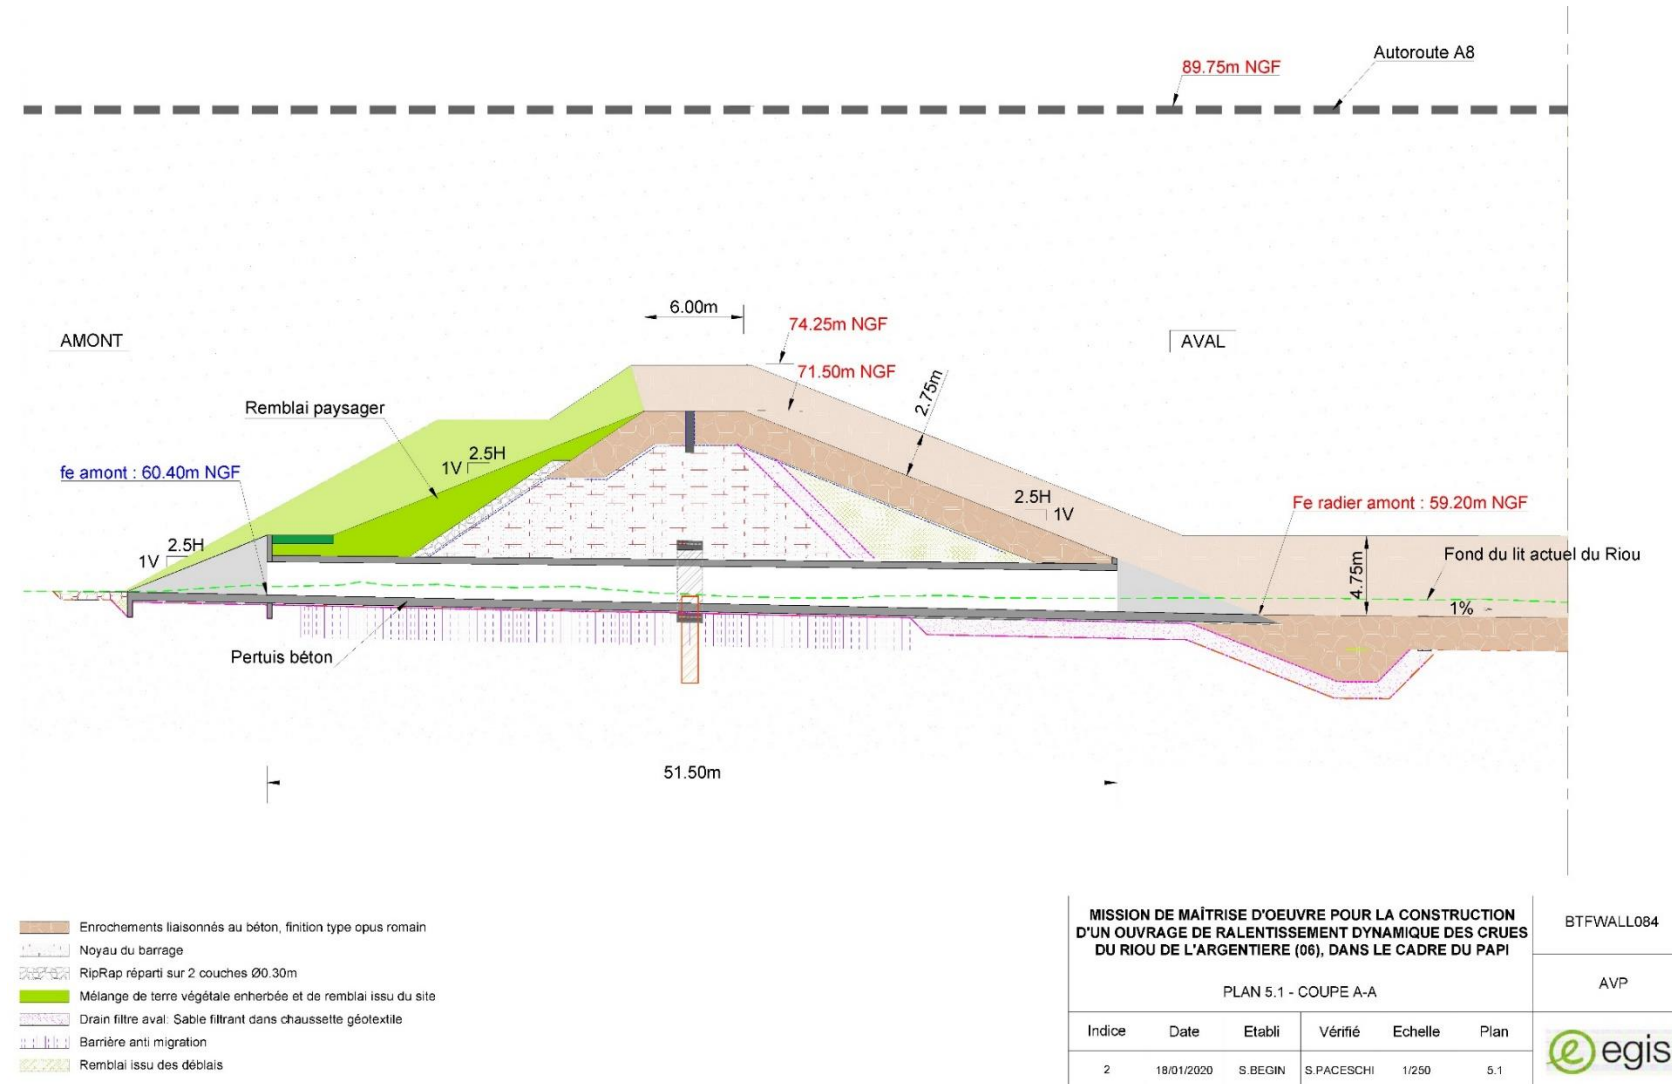 Autoroute A8
89.75m NGF
6.00m
AMONT
74.25m NGF
AVAL
71.50m NGF
2.75m
Remblai paysager
2.5H
1V
fe amont : 60.40m NGF
2.5H
1V
Fe radier amont : 59.20m NGF
2.5H
1V
Fond du lit actuel du Riou
4.75m
1%
Pertuis béton
51.50m
Enrochements liaisonnés au béton, finition type opus romain
Noyau du barrage
RipRap réparti sur 2 couches Ø0.30m
Mélange de terre végétale enherbée et de remblai issu du site
Drain filtre aval: Sable filtrant dans chaussette géotextile
Barrière anti migration
Remblai issu des déblais
MISSION DE MAÎTRISE D'OEUVRE POUR LA CONSTRUCTION
D'UN OUVRAGE DE RALENTISSEMENT DYNAMIQUE DES CRUES
DU RIOU DE L'ARGENTIERE (06), DANS LE CADRE DU PAPI
BTFWALL084
PLAN 5.1 - COUPE A-A
AVP
Indice Date Etabli Vérifié Echelle Plan
2 18/01/2020 S.BEGIN S.PACESCHI 1/250 5.1
egis